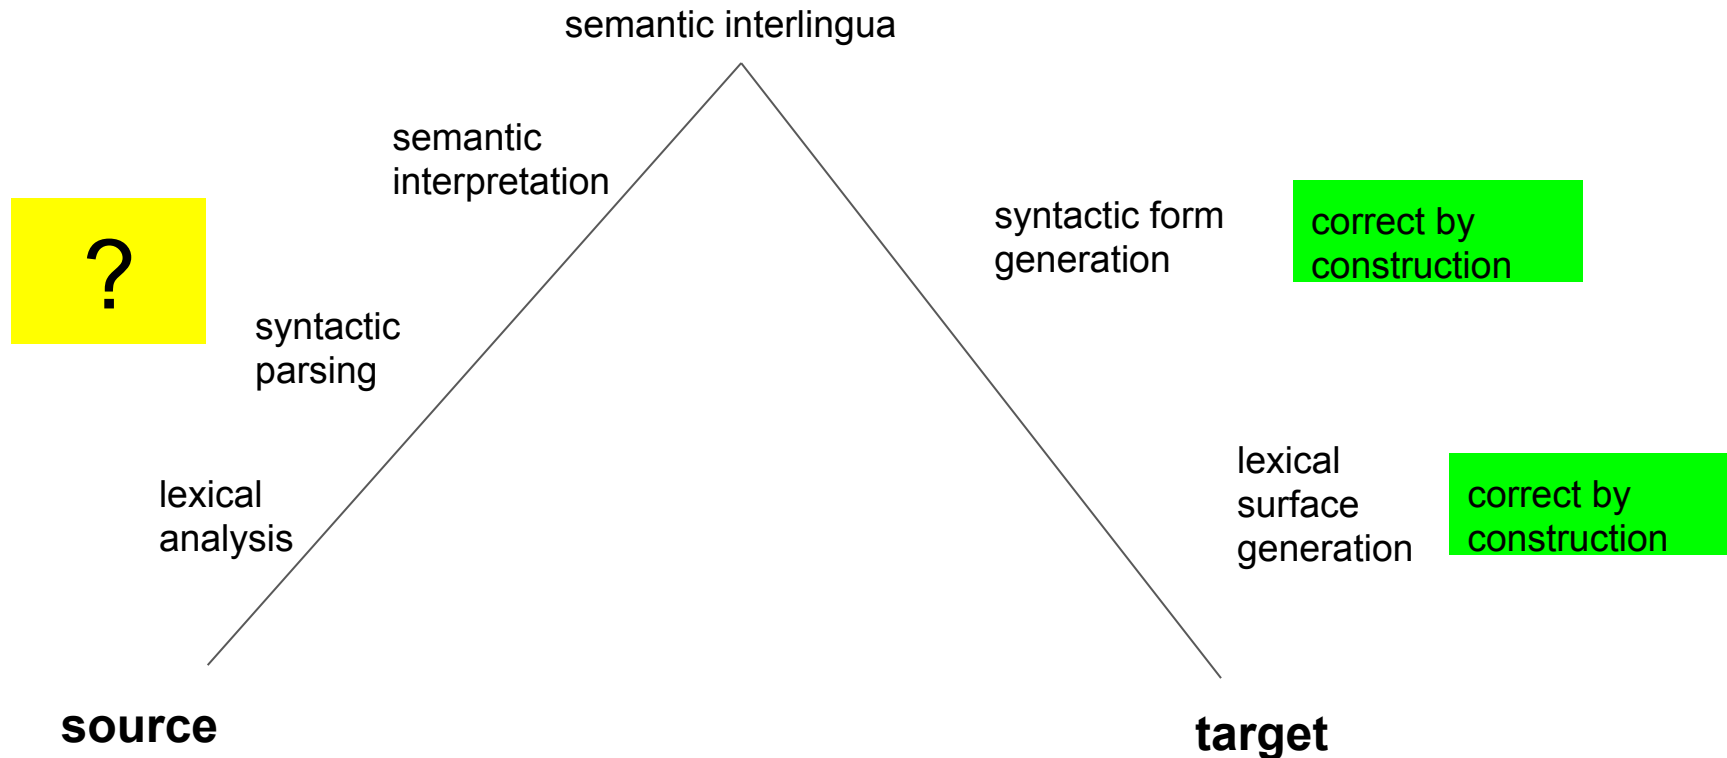 semantic interlingua
semantic
interpretation
?
syntactic
parsing
lexical
analysis
source
syntactic form
generation
correct by
construction
lexical
surface
generation
correct by
construction
target